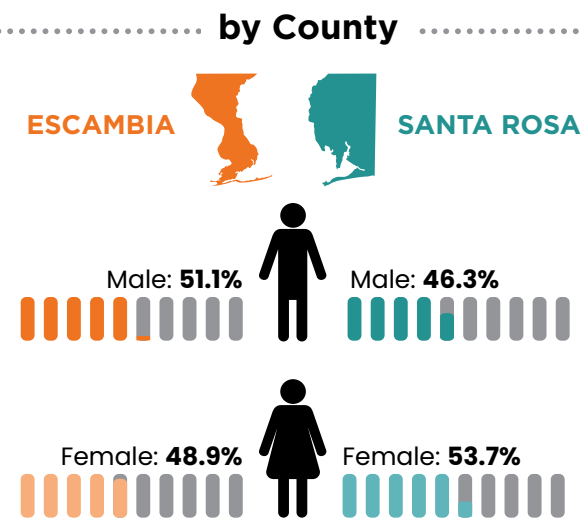 by County
ESCAMBIA
SANTA ROSA
Male: 51.1%
Male: 46.3%
Female: 48.9%
Female: 53.7%